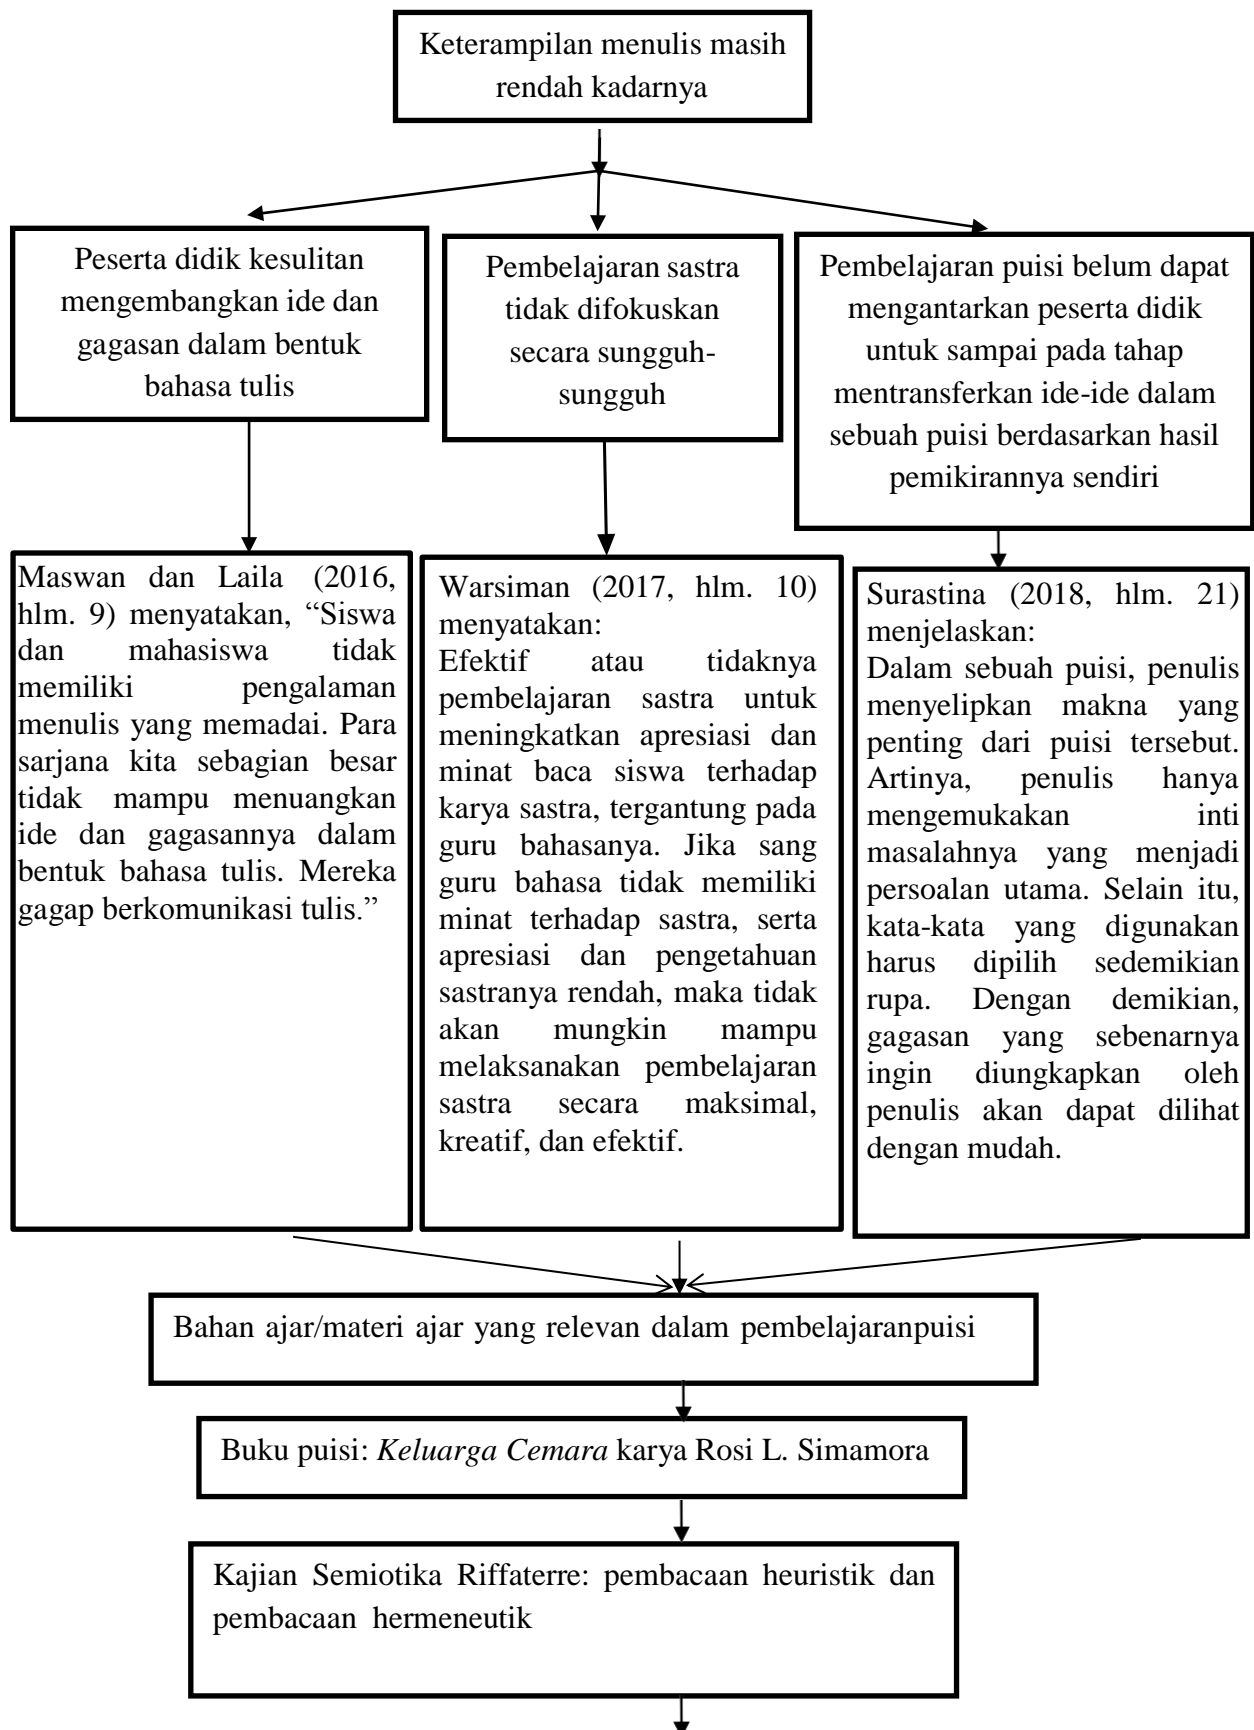 Keterampilan menulis masih
rendah kadarnya
Peserta didik kesulitan
mengembangkan ide dan
gagasan dalam bentuk
bahasa tulis
Pembelajaran sastra
tidak difokuskan
secara sungguh-
sungguh
Pembelajaran puisi belum dapat
mengantarkan peserta didik
untuk sampai pada tahap
mentransferkan ide-ide dalam
sebuah puisi berdasarkan hasil
pemikirannya sendiri
Maswan dan Laila (2016,
hlm. 9) menyatakan, “Siswa
dan mahasiswa tidak
memiliki pengalaman
menulis yang memadai. Para
sarjana kita sebagian besar
tidak mampu menuangkan
ide dan gagasannya dalam
bentuk bahasa tulis. Mereka
gagap berkomunikasi tulis.”
Warsiman (2017, hlm. 10)
menyatakan:
Efektif atau tidaknya
pembelajaran sastra untuk
meningkatkan apresiasi dan
minat baca siswa terhadap
karya sastra, tergantung pada
guru bahasanya. Jika sang
guru bahasa tidak memiliki
minat terhadap sastra, serta
apresiasi dan pengetahuan
sastranya rendah, maka tidak
akan mungkin mampu
melaksanakan pembelajaran
sastra secara maksimal,
kreatif, dan efektif.
Surastina (2018, hlm. 21)
menjelaskan:
Dalam sebuah puisi, penulis
menyelipkan makna yang
penting dari puisi tersebut.
Artinya, penulis hanya
mengemukakan inti
masalahnya yang menjadi
persoalan utama. Selain itu,
kata-kata yang digunakan
harus dipilih sedemikian
rupa. Dengan demikian,
gagasan yang sebenarnya
ingin diungkapkan oleh
penulis akan dapat dilihat
dengan mudah.
Bahan ajar/materi ajar yang relevan dalam pembelajaranpuisi
Buku puisi: Keluarga Cemara karya Rosi L. Simamora
Kajian Semiotika Riffaterre: pembacaan heuristik dan
pembacaan hermeneutik